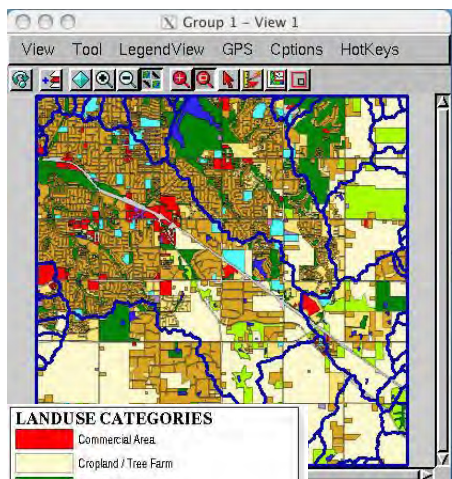 Group 1 - View 1
View Tool LegendView GPS Cptions HotKeys
LANDUSE CATEGORIES
Commercial Area
Cropland / Tree Farm